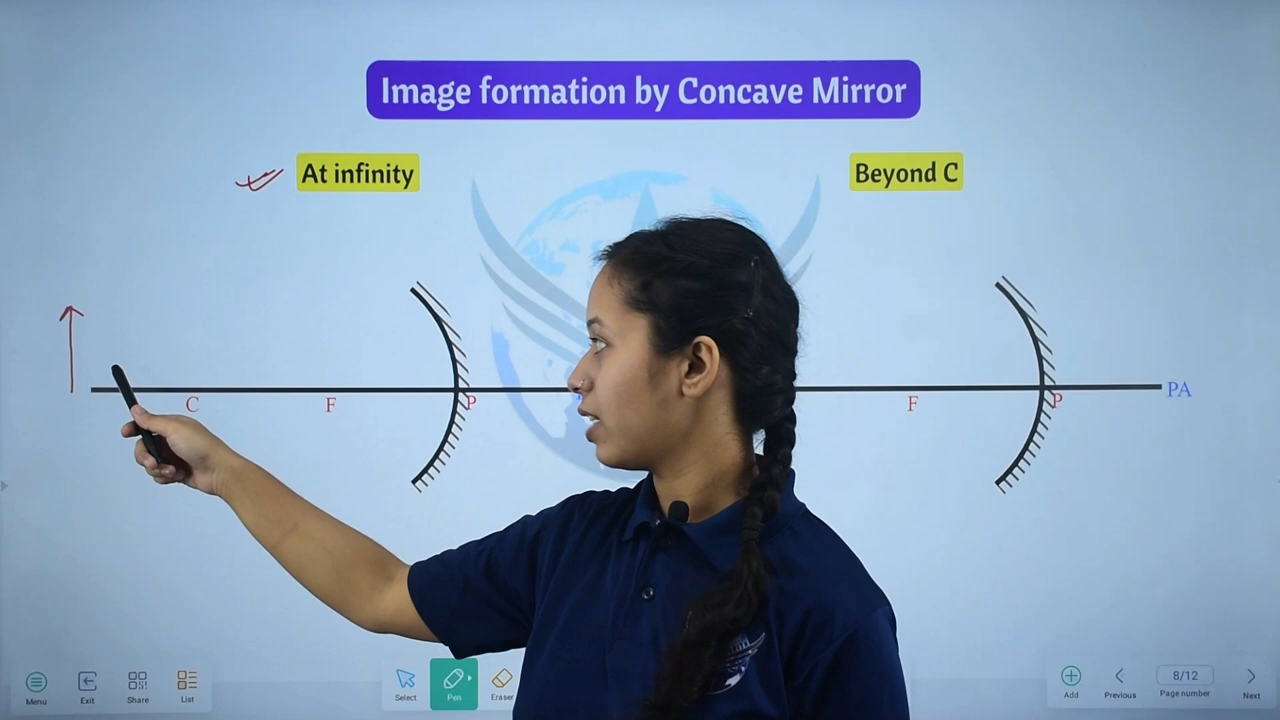 Image formation by Concave Mirror
At infinity
Beyond C
C F P
F P PA
Menu Exit Share List
Select Pen Eraser
Add Previous 8/12 Page number Next